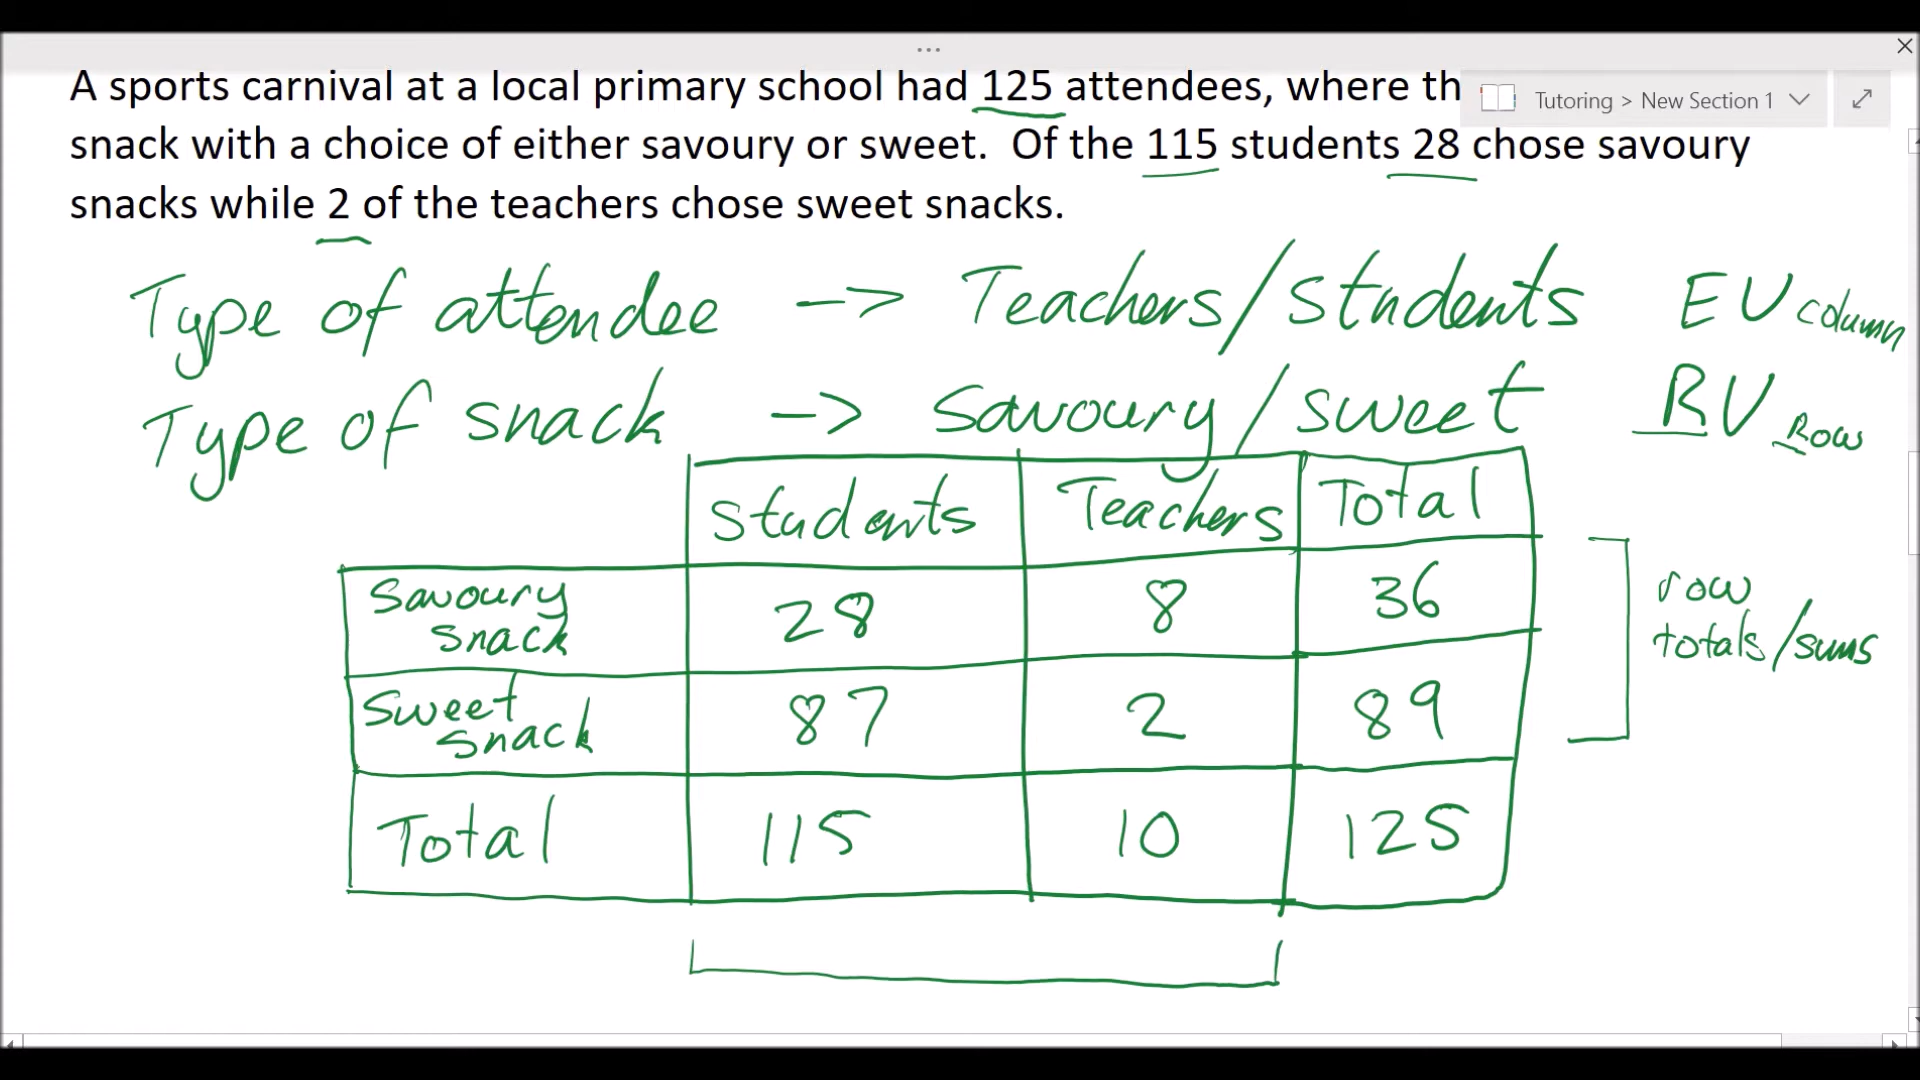 ...
A sports carnival at a local primary school had 125 attendees, where th
Tutoring > New Section 1
snack with a choice of either savoury or sweet. Of the 115 students 28 chose savoury
snacks while 2 of the teachers chose sweet snacks.
Type of attendee -> Teachers/students EV column
Type of snack -> Savoury/sweet RV Row
students Teachers Total
Savoury snack 28 8 36
row totals/sums
Sweet snack 87 2 89
Total 115 10 125